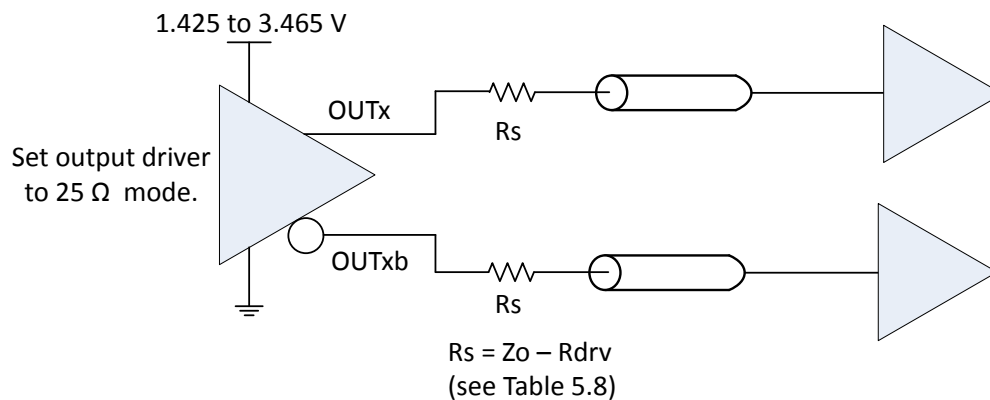 1.425 to 3.465 V
OUTx
Rs
Set output driver
to 25 Ω mode.
OUTxb
Rs
Rs = Zo – Rdrv
(see Table 5.8)